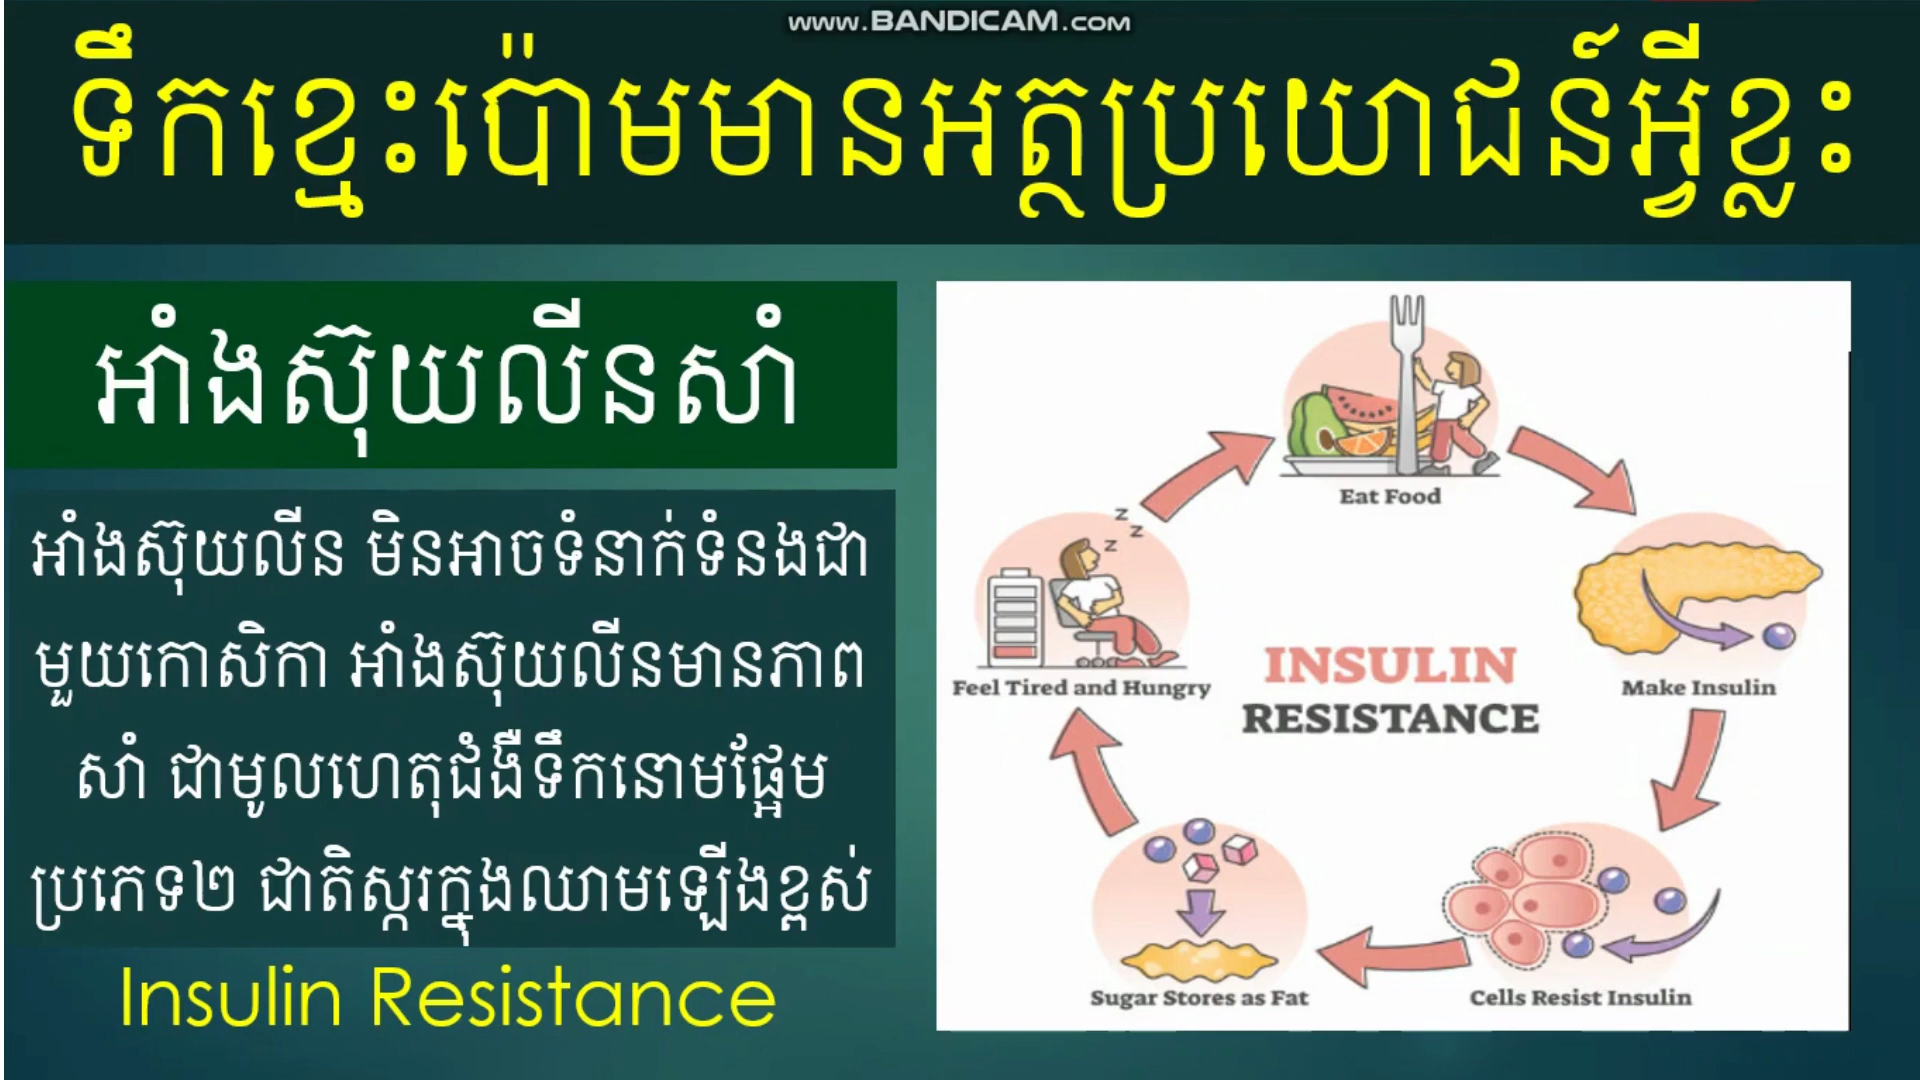 www.BANDICAM.com
ទឹកខ្មេះប៉ោមមានអត្ថប្រយោជន៍អ្វីខ្លះ
អាំងស៊ុយលីនសាំ
អាំងស៊ុយលីន មិនអាចទំនាក់ទំនងជា
មួយកោសិកា អាំងស៊ុយលីនមានភាព
សាំ ជាមូលហេតុជំងឺទឹកនោមផ្អែម
ប្រភេទ២ ជាតិស្ករក្នុងឈាមឡើងខ្ពស់
Insulin Resistance
Eat Food
z
z
z
Feel Tired and Hungry
INSULIN
RESISTANCE
Make Insulin
Sugar Stores as Fat
Cells Resist Insulin